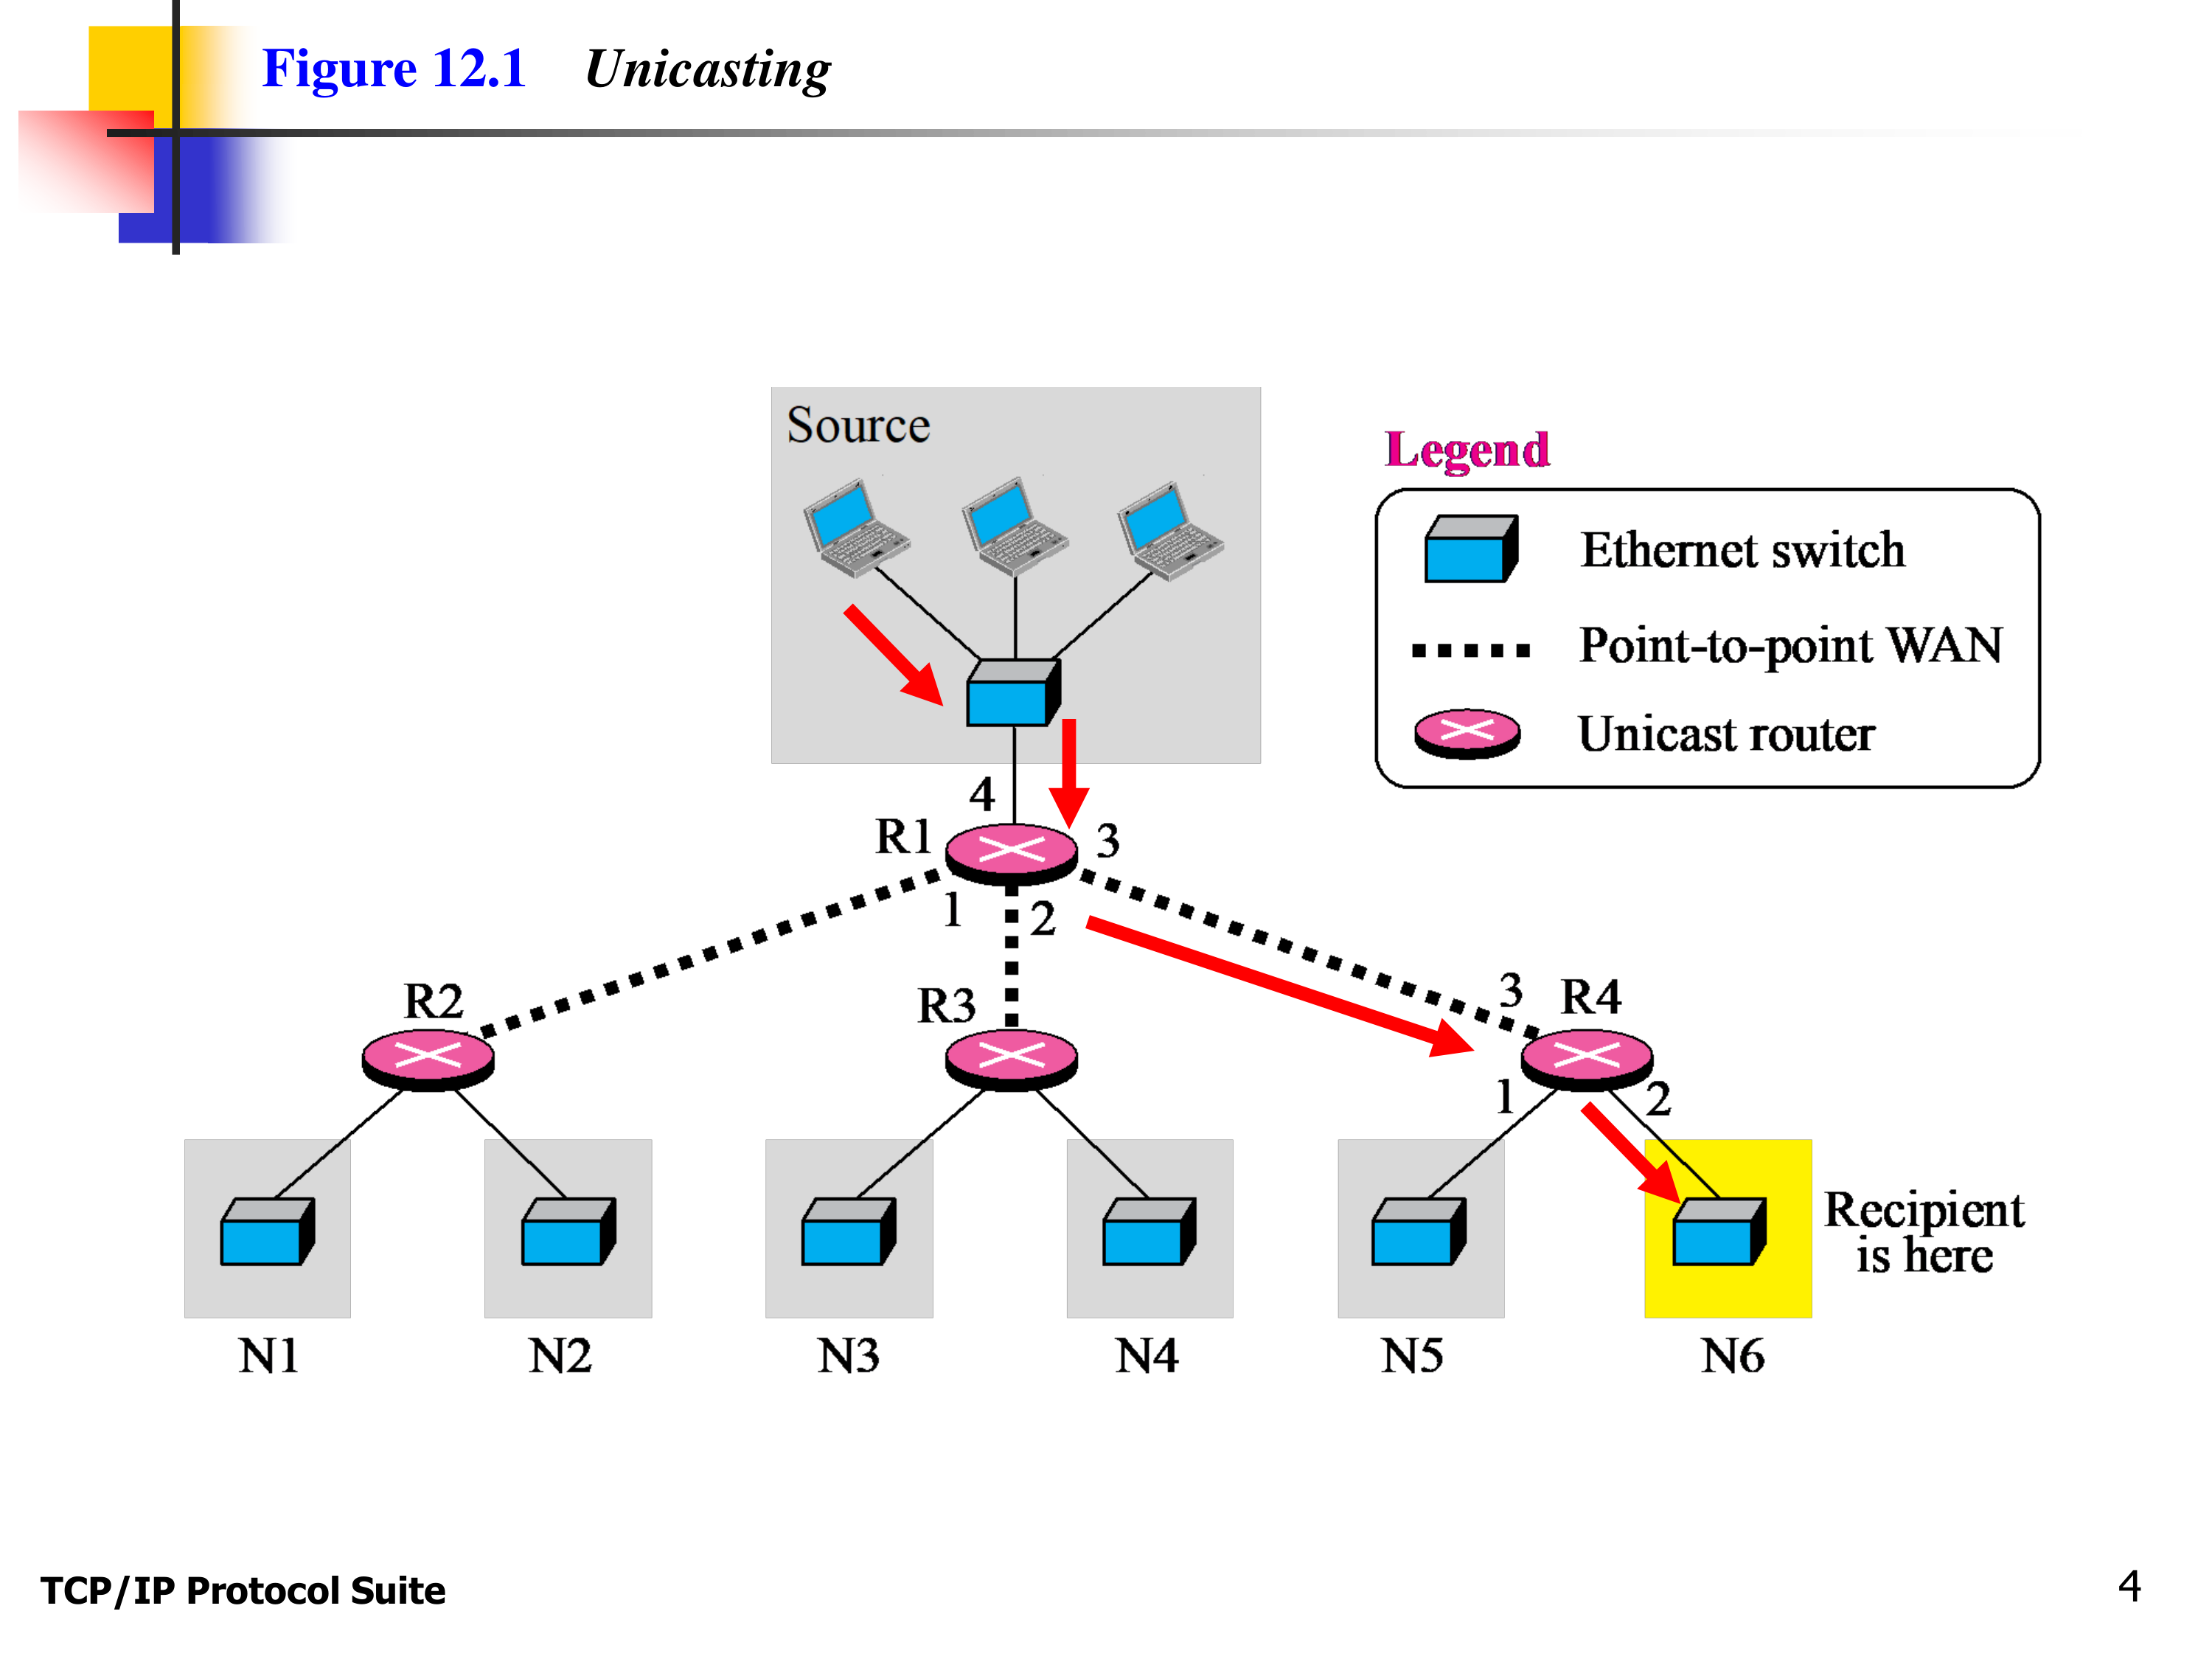 Figure 12.1 Unicasting
Source
Legend
Ethernet switch
Point-to-point WAN
Unicast router
4
R1
3
1
2
R2
R3
3
R4
1
2
Recipient
is here
N1
N2
N3
N4
N5
N6
TCP/IP Protocol Suite
4